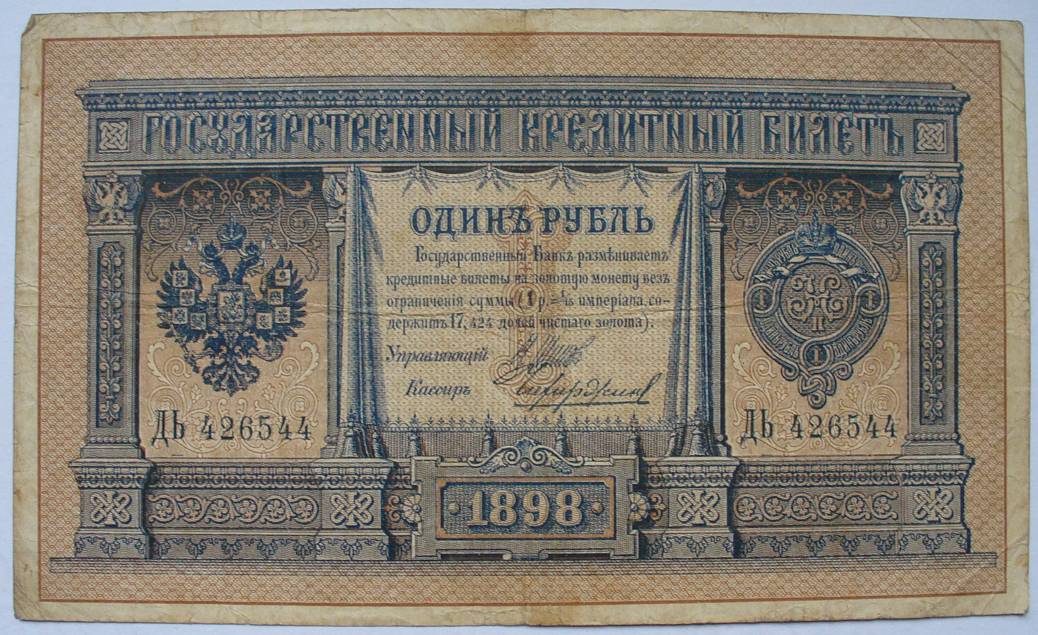 ГОСУДАРСТВЕННЫЙ КРЕДИТНЫЙ БИЛЕТЪ
ОДИНЪ РУБЛЬ
Государственный Банкъ размѣниваетъ
кредитные билеты на золотую монету безъ
ограниченія суммы (1 р. = 1/15 имперіала, со-
держитъ 17,424 долей чистаго золота).
Управляющій
Кассиръ
ДЬ 426544
ДЬ 426544
1898